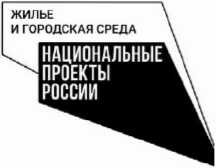 ЖИЛЬЕ
И ГОРОДСКАЯ СРЕДА
НАЦИОНАЛЬНЫЕ
ПРОЕКТЫ
РОССИИ